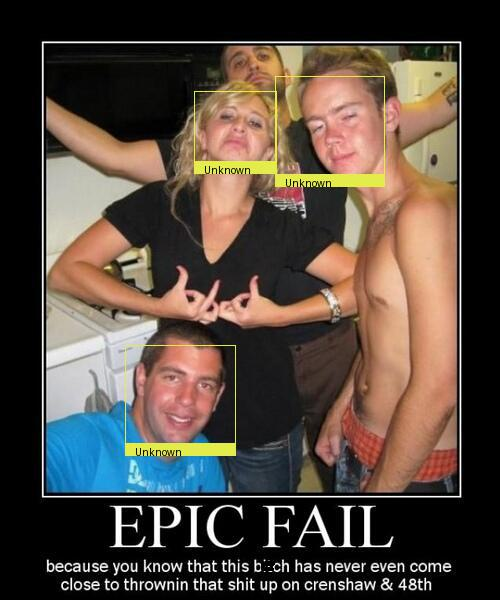 Unknown
Unknown
Unknown
EPIC FAIL
because you know that this b:-ch has never even come
close to thrownin that shit up on crenshaw & 48th